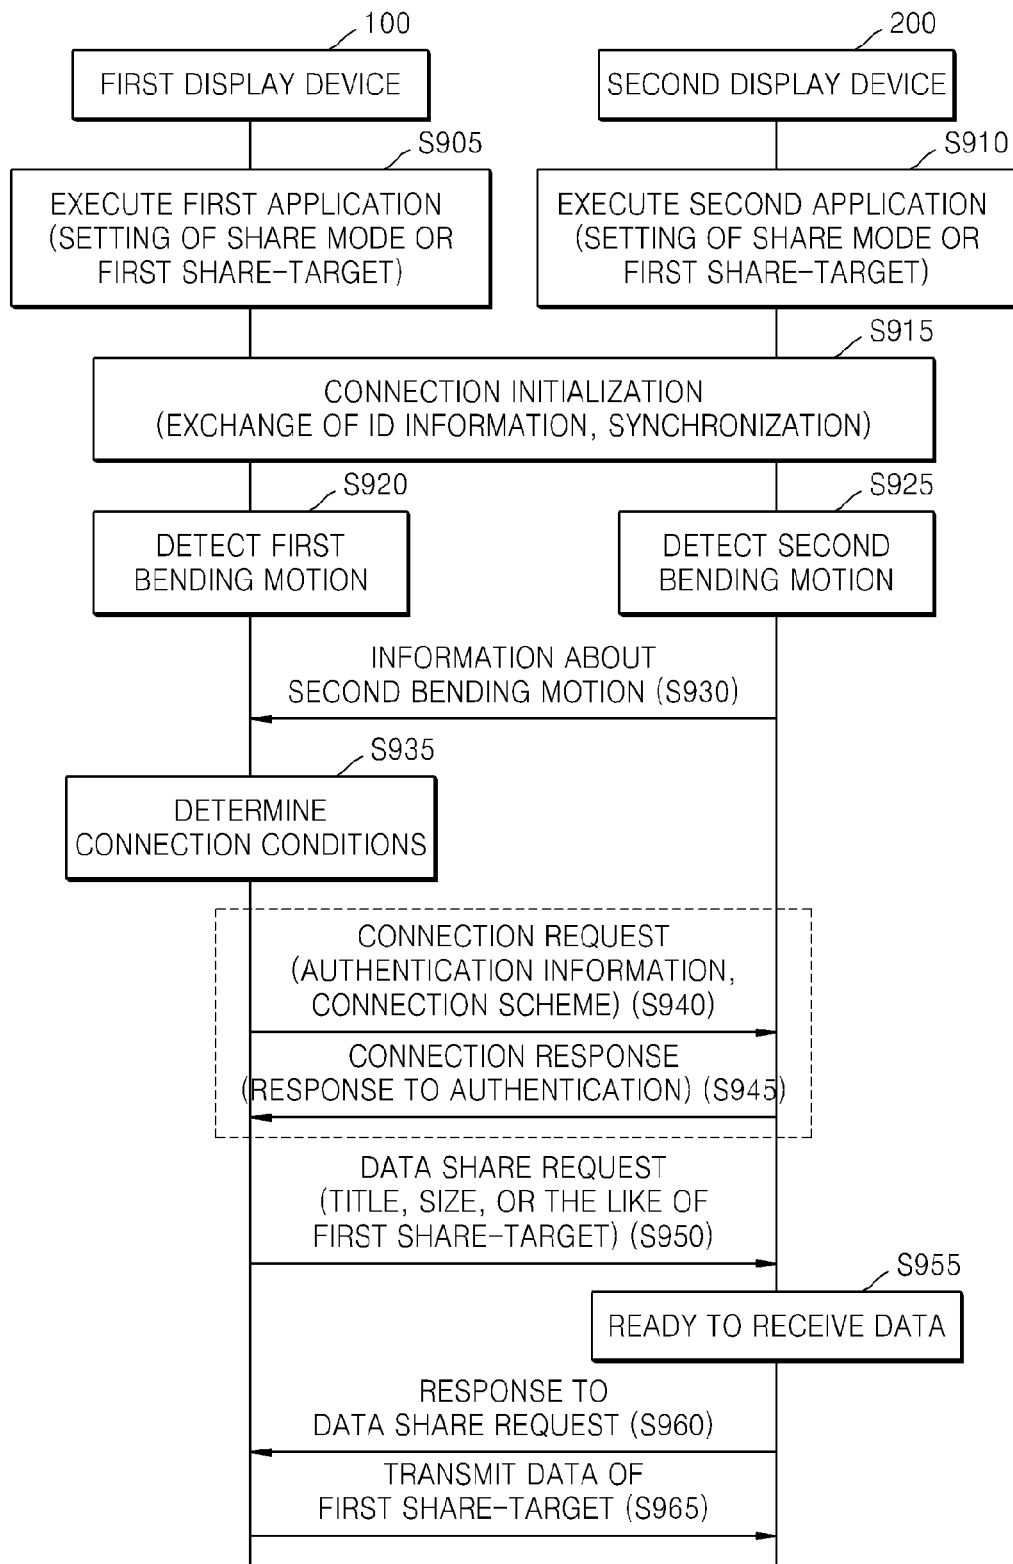 100
200
FIRST DISPLAY DEVICE
SECOND DISPLAY DEVICE
S905
S910
EXECUTE FIRST APPLICATION
(SETTING OF SHARE MODE OR
FIRST SHARE-TARGET)
EXECUTE SECOND APPLICATION
(SETTING OF SHARE MODE OR
FIRST SHARE-TARGET)
S915
CONNECTION INITIALIZATION
(EXCHANGE OF ID INFORMATION, SYNCHRONIZATION)
S920
S925
DETECT FIRST
BENDING MOTION
DETECT SECOND
BENDING MOTION
INFORMATION ABOUT
SECOND BENDING MOTION (S930)
S935
DETERMINE
CONNECTION CONDITIONS
CONNECTION REQUEST
(AUTHENTICATION INFORMATION,
CONNECTION SCHEME) (S940)
CONNECTION RESPONSE
(RESPONSE TO AUTHENTICATION) (S945)
DATA SHARE REQUEST
(TITLE, SIZE, OR THE LIKE OF
FIRST SHARE-TARGET) (S950)
S955
READY TO RECEIVE DATA
RESPONSE TO
DATA SHARE REQUEST (S960)
TRANSMIT DATA OF
FIRST SHARE-TARGET (S965)